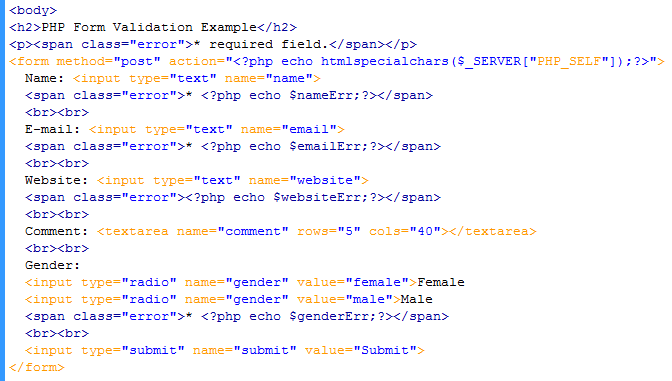 <body>
<h2>PHP Form Validation Example</h2>
<p><span class="error">* required field.</span></p>
<form method="post" action="<?php echo htmlspecialchars($_SERVER["PHP_SELF"]);?>">
  Name: <input type="text" name="name">
  <span class="error">* <?php echo $nameErr;?></span>
  <br><br>
  E-mail: <input type="text" name="email">
  <span class="error">* <?php echo $emailErr;?></span>
  <br><br>
  Website: <input type="text" name="website">
  <span class="error"><?php echo $websiteErr;?></span>
  <br><br>
  Comment: <textarea name="comment" rows="5" cols="40"></textarea>
  <br><br>
  Gender:
  <input type="radio" name="gender" value="female">Female
  <input type="radio" name="gender" value="male">Male
  <span class="error">* <?php echo $genderErr;?></span>
  <br><br>
  <input type="submit" name="submit" value="Submit">
</form>